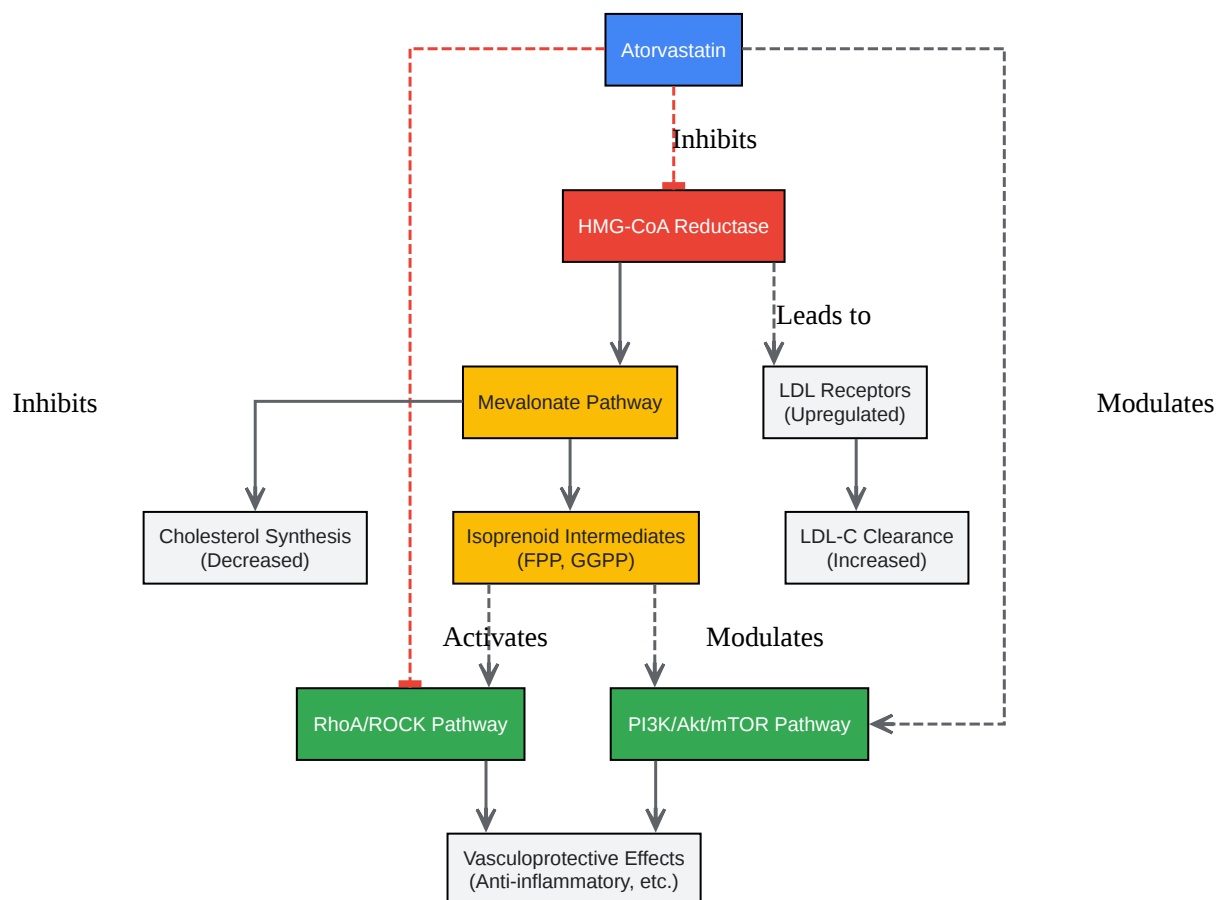 Atorvastatin
Inhibits
HMG-CoA Reductase
Leads to
Inhibits
Mevalonate Pathway
LDL Receptors
(Upregulated)
Modulates
Cholesterol Synthesis
(Decreased)
Isoprenoid Intermediates
(FPP, GGPP)
LDL-C Clearance
(Increased)
Activates
Modulates
RhoA/ROCK Pathway
PI3K/Akt/mTOR Pathway
Vasculoprotective Effects
(Anti-inflammatory, etc.)